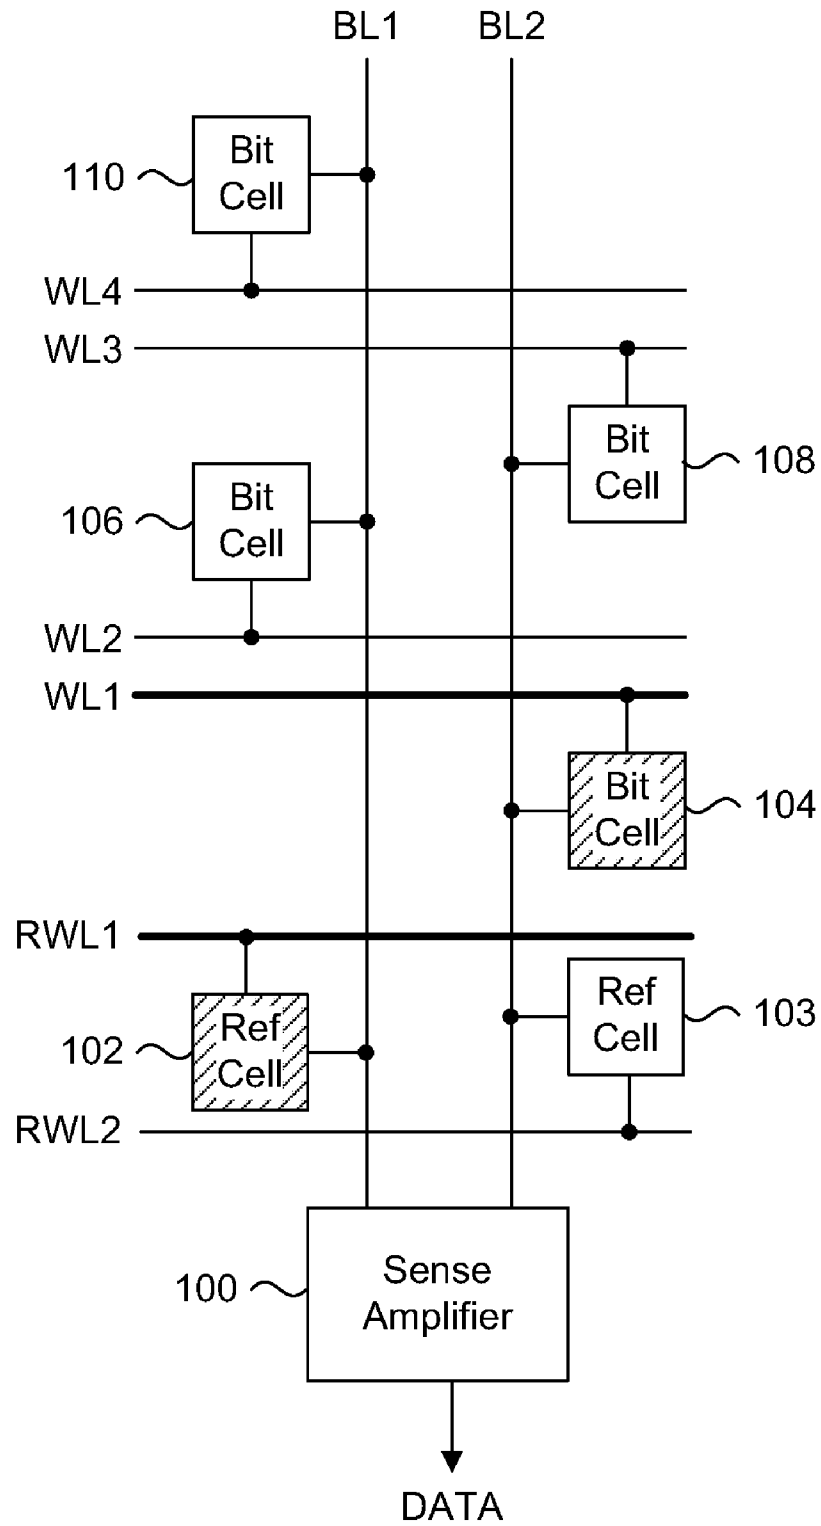 BL1 BL2
Bit
Cell
110
WL4
WL3
Bit
Cell
108
Bit
Cell
106
WL2
WL1
Bit
Cell
104
RWL1
Ref
Cell
103
Ref
Cell
102
RWL2
Sense
Amplifier
100
DATA